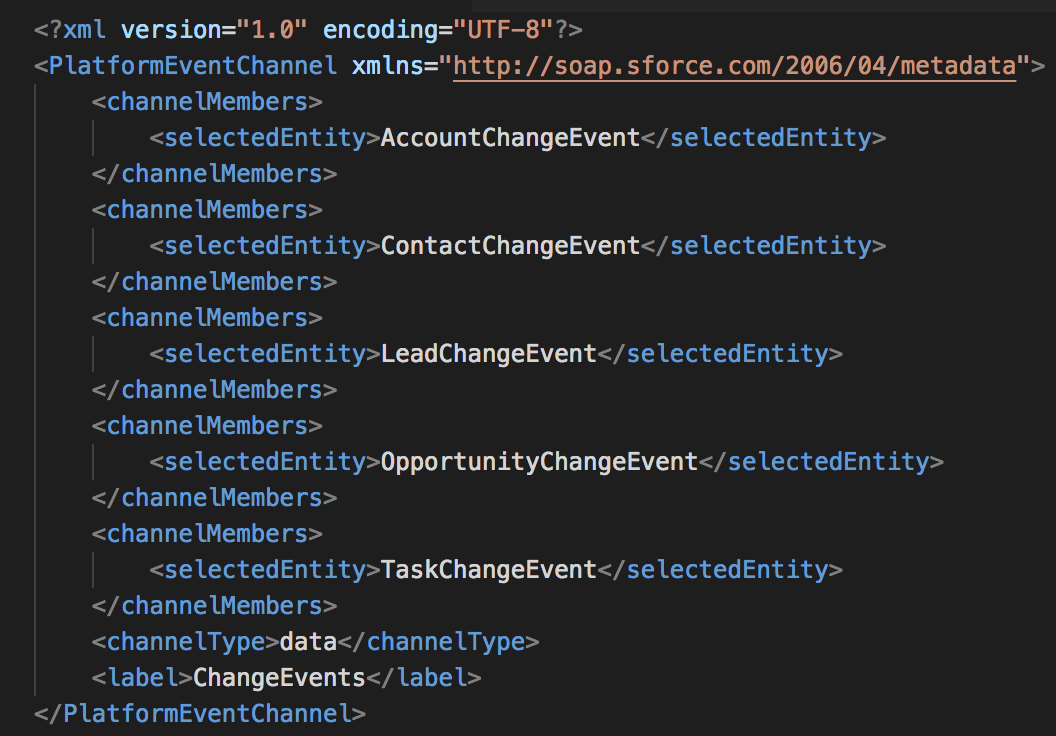 <?xml version="1.0" encoding="UTF-8"?>
<PlatformEventChannel xmlns="http://soap.sforce.com/2006/04/metadata">
    <channelMembers>
        <selectedEntity>AccountChangeEvent</selectedEntity>
    </channelMembers>
    <channelMembers>
        <selectedEntity>ContactChangeEvent</selectedEntity>
    </channelMembers>
    <channelMembers>
        <selectedEntity>LeadChangeEvent</selectedEntity>
    </channelMembers>
    <channelMembers>
        <selectedEntity>OpportunityChangeEvent</selectedEntity>
    </channelMembers>
    <channelMembers>
        <selectedEntity>TaskChangeEvent</selectedEntity>
    </channelMembers>
    <channelType>data</channelType>
    <label>ChangeEvents</label>
</PlatformEventChannel>